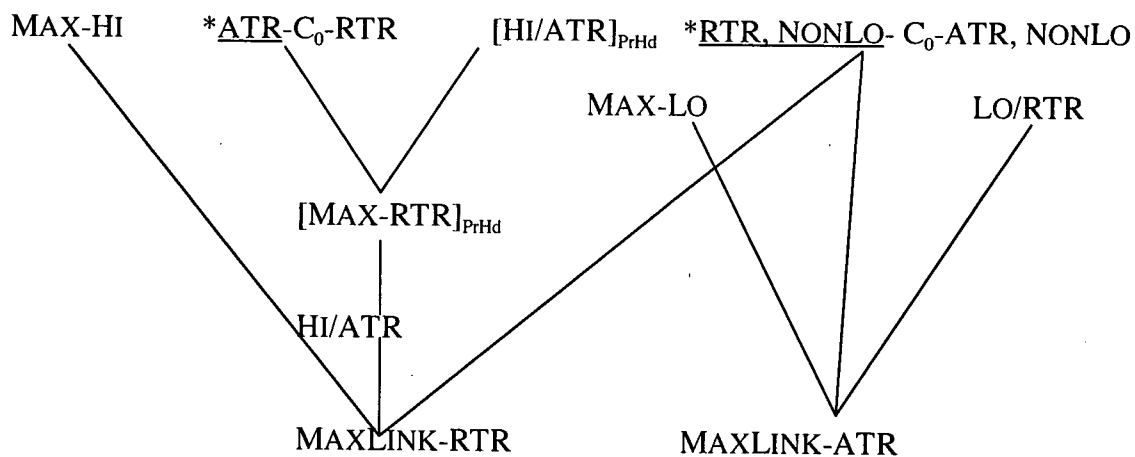 MAX-HI *ATR-C₀-RTR [HI/ATR]PrHd *RTR, NONLO- C₀-ATR, NONLO
MAX-LO LO/RTR
[MAX-RTR]PrHd
HI/ATR
MAXLINK-RTR MAXLINK-ATR